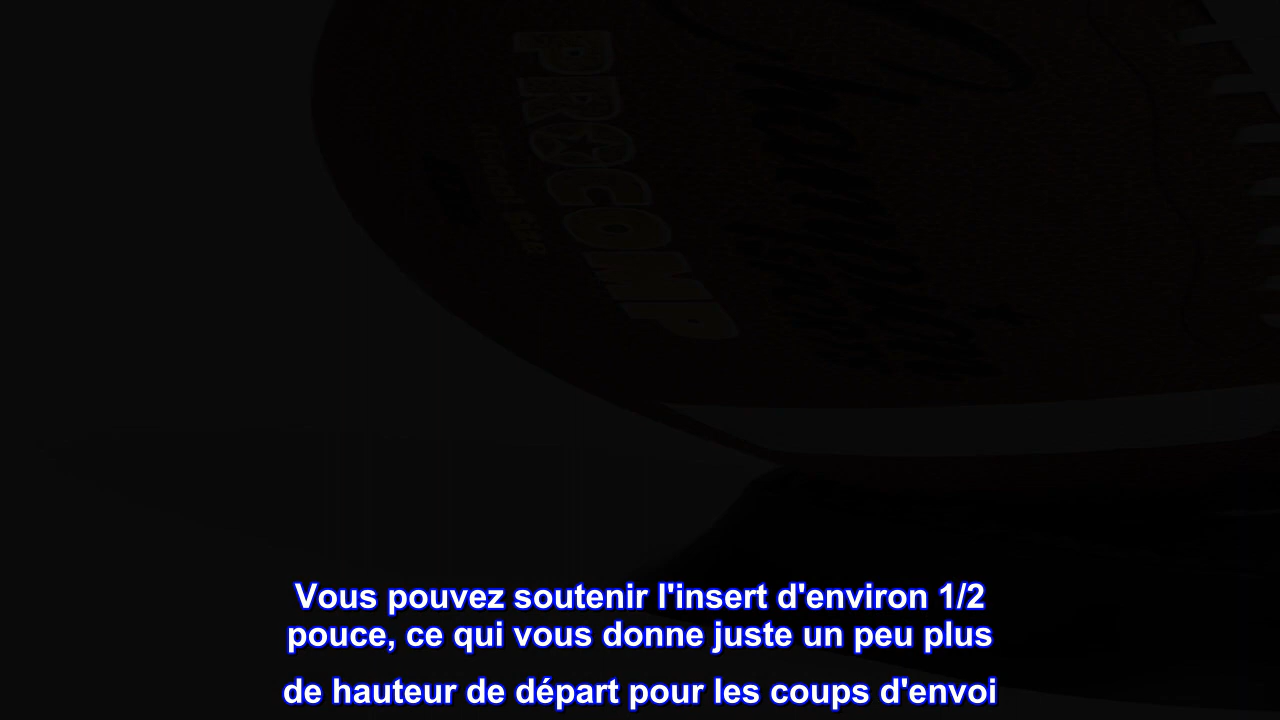 PROCOMP
Vous pouvez soutenir l'insert d'environ 1/2
pouce, ce qui vous donne juste un peu plus
de hauteur de départ pour les coups d'envoi